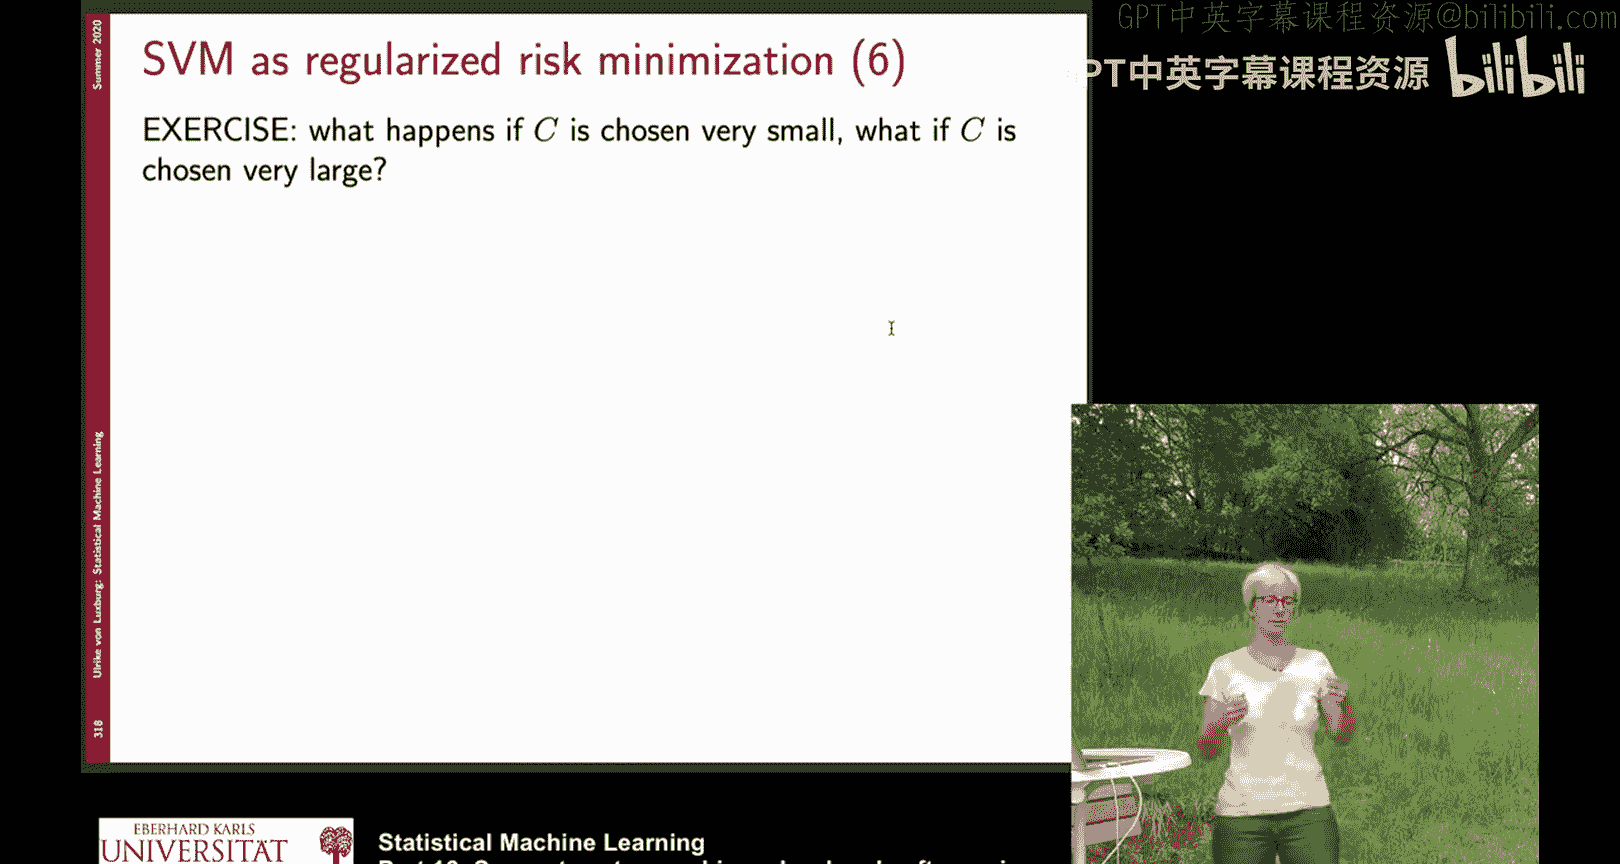 SVM as regularized risk minimization (6)
EXERCISE: what happens if C is chosen very small, what if C is
chosen very large?
Summer 2020
Ulrike von Luxburg: Statistical Machine Learning
318
GPT中英字幕课程资源@bilibili.com
PT中英字幕课程资源 bilibili
EBERHARD KARLS
UNIVERSITÄT
Statistical Machine Learning